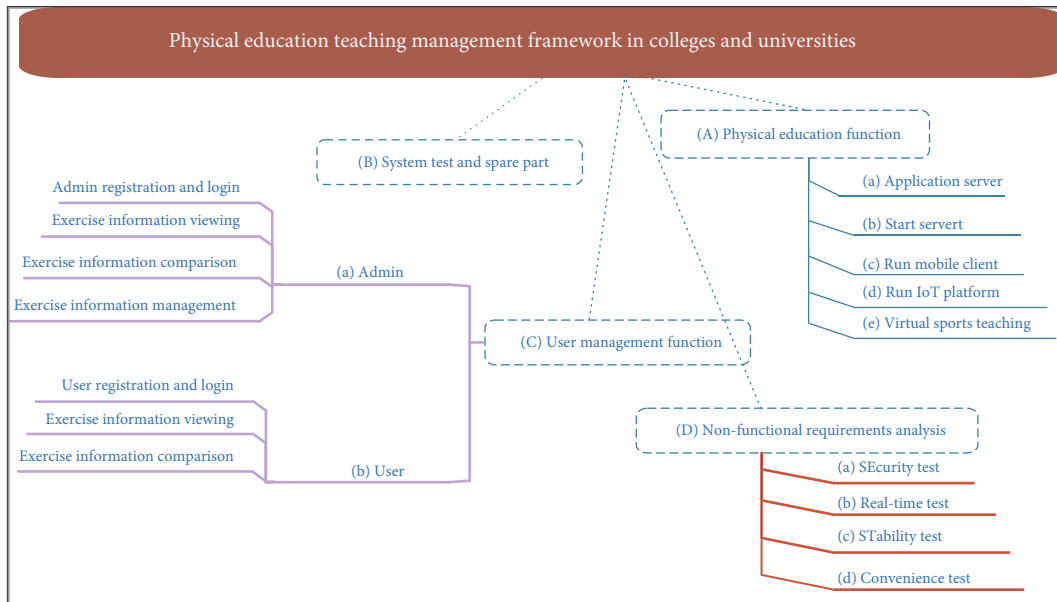 Physical education teaching management framework in colleges and universities
(A) Physical education function
(a) Application server
(b) Start servert
(c) Run mobile client
(d) Run IoT platform
(e) Virtual sports teaching
(B) System test and spare part
(C) User management function
(a) Admin
Admin registration and login
Exercise information viewing
Exercise information comparison
Exercise information management
(b) User
User registration and login
Exercise information viewing
Exercise information comparison
(D) Non-functional requirements analysis
(a) SEcurity test
(b) Real-time test
(c) STability test
(d) Convenience test